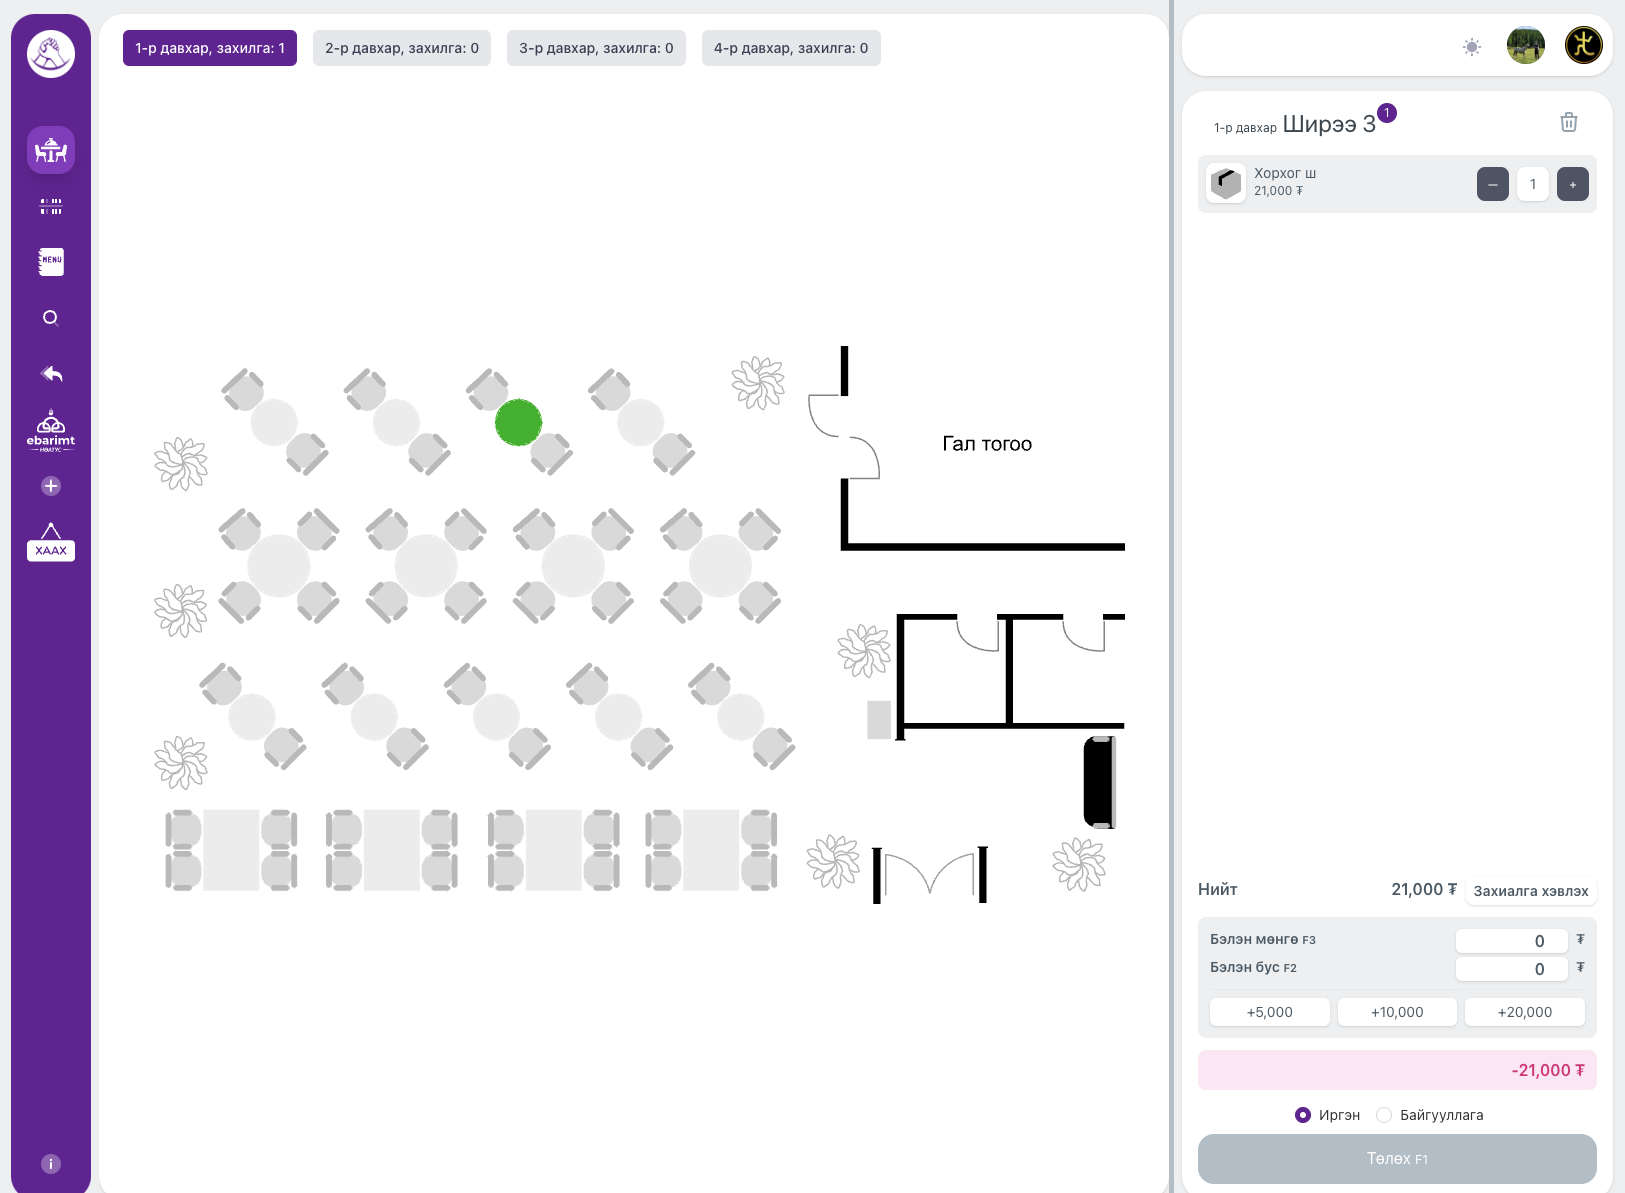 1-р давхар, захилга: 1
2-р давхар, захилга: 0
3-р давхар, захилга: 0
4-р давхар, захилга: 0
MENU
ebarimt
НӨАТУС
ХААХ
Гал тогоо
1-р давхар Ширээ 3 1
Хорхог ш
21,000 ₮
– 1 +
Нийт 21,000 ₮ Захиалга хэвлэх
Бэлэн мөнгө F3 0 ₮
Бэлэн бус F2 0 ₮
+5,000 +10,000 +20,000
-21,000 ₮
Иргэн Байгууллага
Төлөх F1